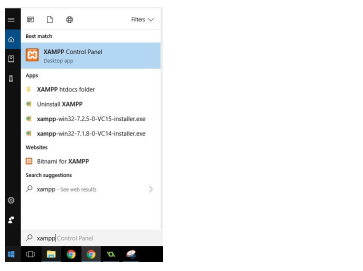 Filters
Best match
XAMPP Control Panel
Desktop app
Apps
XAMPP htdocs folder
Uninstall XAMPP
xampp-win32-7.2.5-0-VC15-installer.exe
xampp-win32-7.1.8-0-VC14-installer.exe
Websites
Bitnami for XAMPP
Search suggestions
xampp - See web results
xampp Control Panel